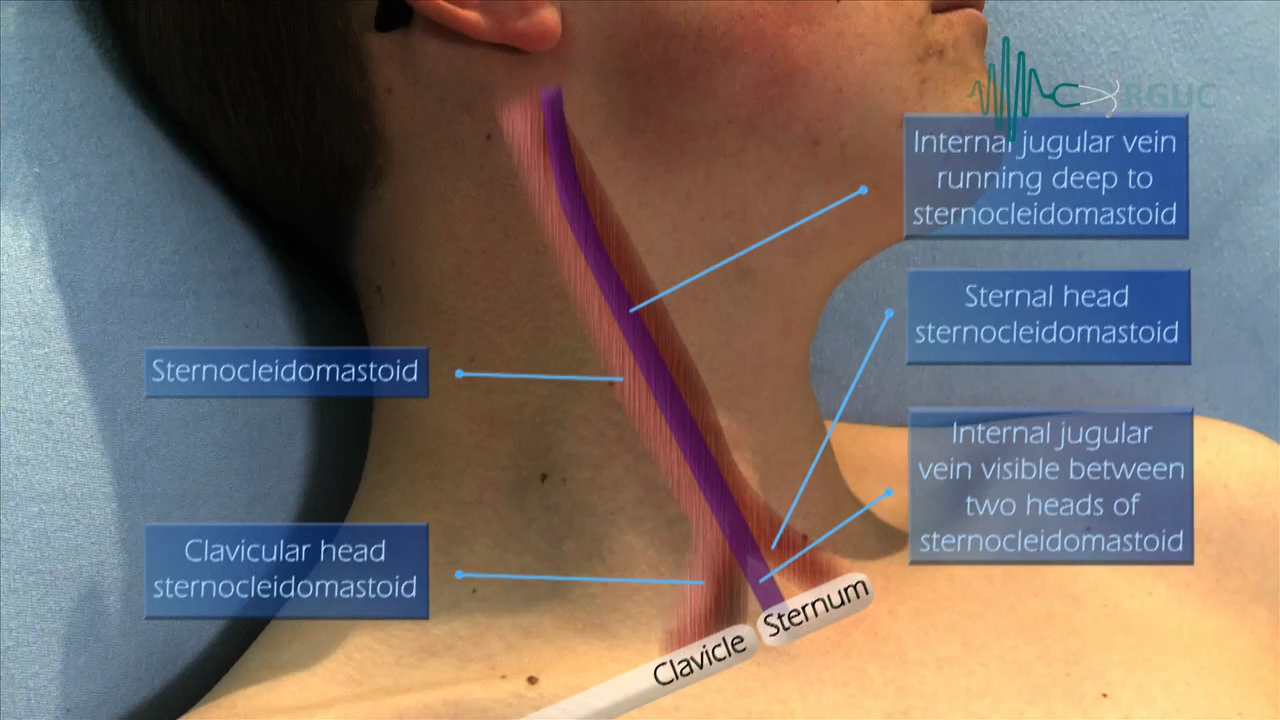 RGUC
Internal jugular vein
running deep to
sternocleidomastoid
Sternal head
sternocleidomastoid
Sternocleidomastoid
Internal jugular
vein visible between
two heads of
sternocleidomastoid
Clavicular head
sternocleidomastoid
Sternum
Clavicle